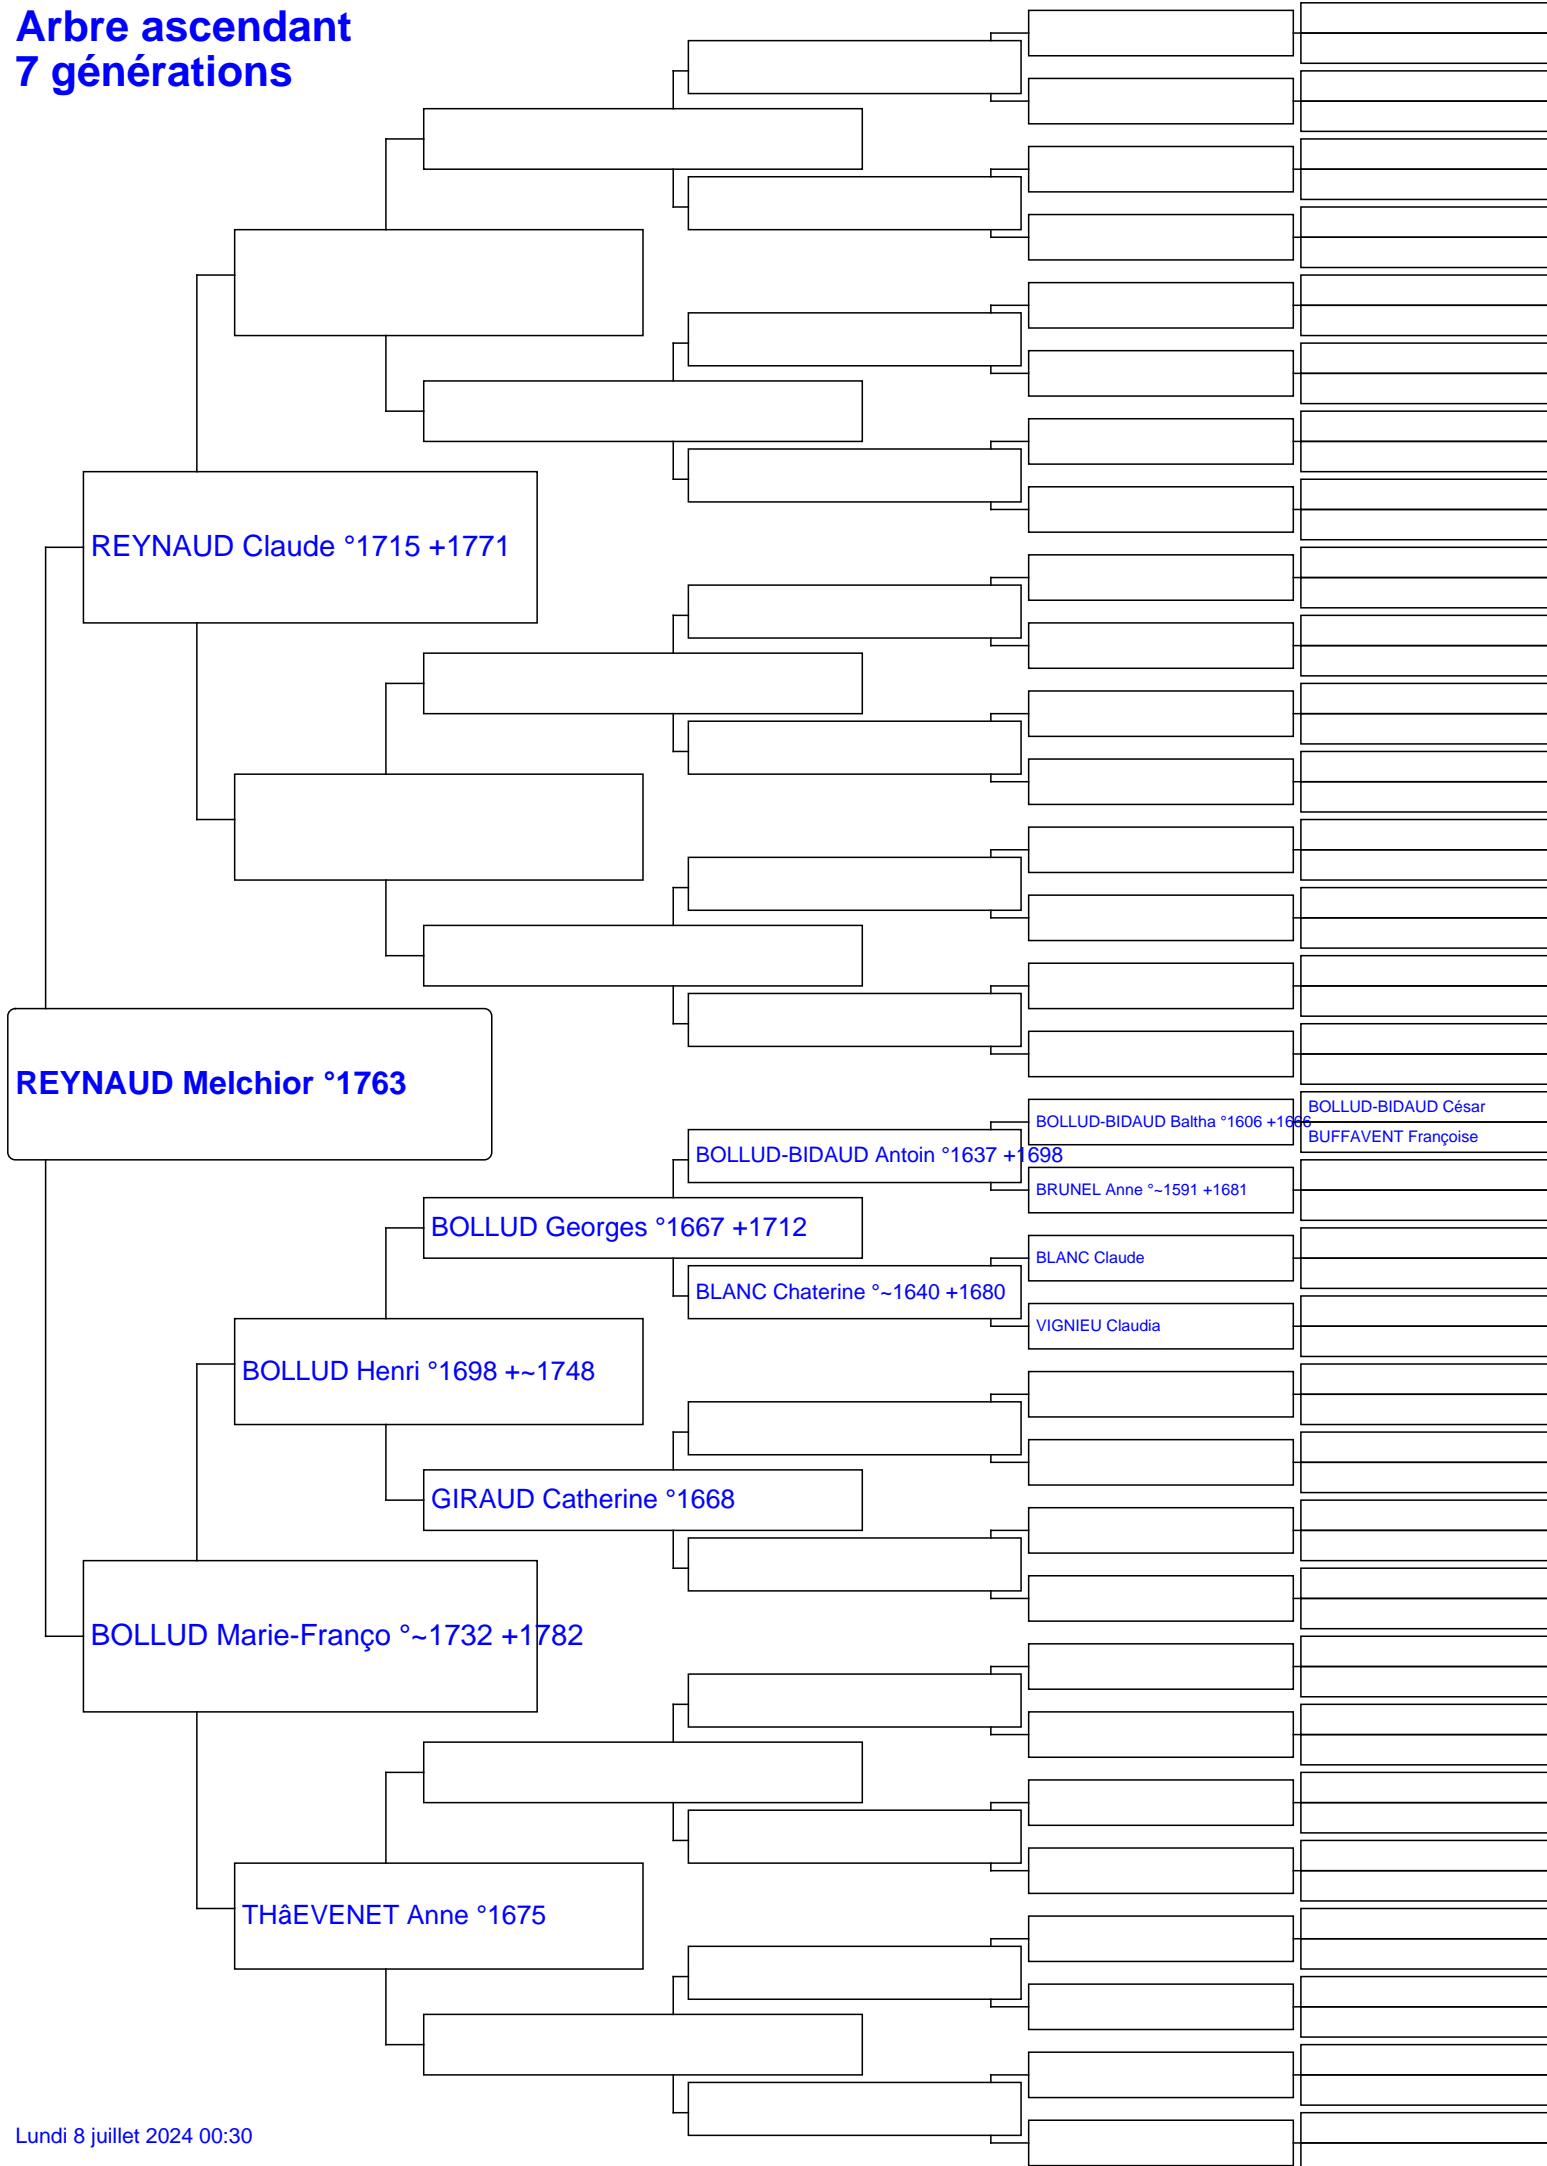 Arbre ascendant
7 générations
REYNAUD Claude °1715 +1771
REYNAUD Melchior °1763
BOLLUD-BIDAUD César
BOLLUD-BIDAUD Baltha °1606 +1666
BUFFAVENT Françoise
BOLLUD-BIDAUD Antoin °1637 +1698
BRUNEL Anne °~1591 +1681
BOLLUD Georges °1667 +1712
BLANC Claude
BLANC Chaterine °~1640 +1680
VIGNIEU Claudia
BOLLUD Henri °1698 +~1748
GIRAUD Catherine °1668
BOLLUD Marie-Franço °~1732 +1782
THâEVENET Anne °1675
Lundi 8 juillet 2024 00:30